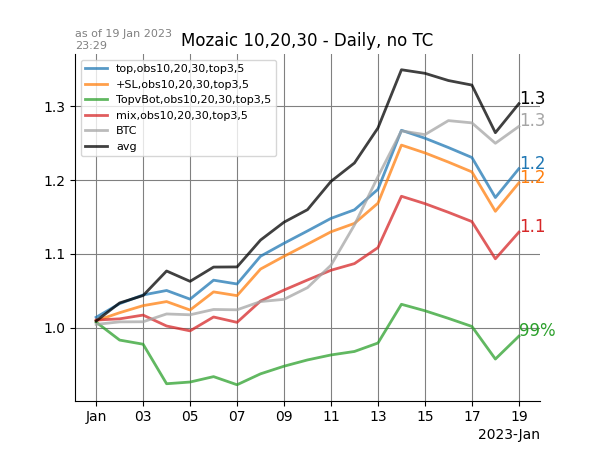 as of 19 Jan 2023
23:29
Mozaic 10,20,30 - Daily, no TC
top,obs10,20,30,top3,5
+SL,obs10,20,30,top3,5
TopvBot,obs10,20,30,top3,5
mix,obs10,20,30,top3,5
BTC
avg
1.3
1.2
1.1
1.0
1.3
1.3
1.2
1.2
1.1
99%
Jan 03 05 07 09 11 13 15 17 19
2023-Jan